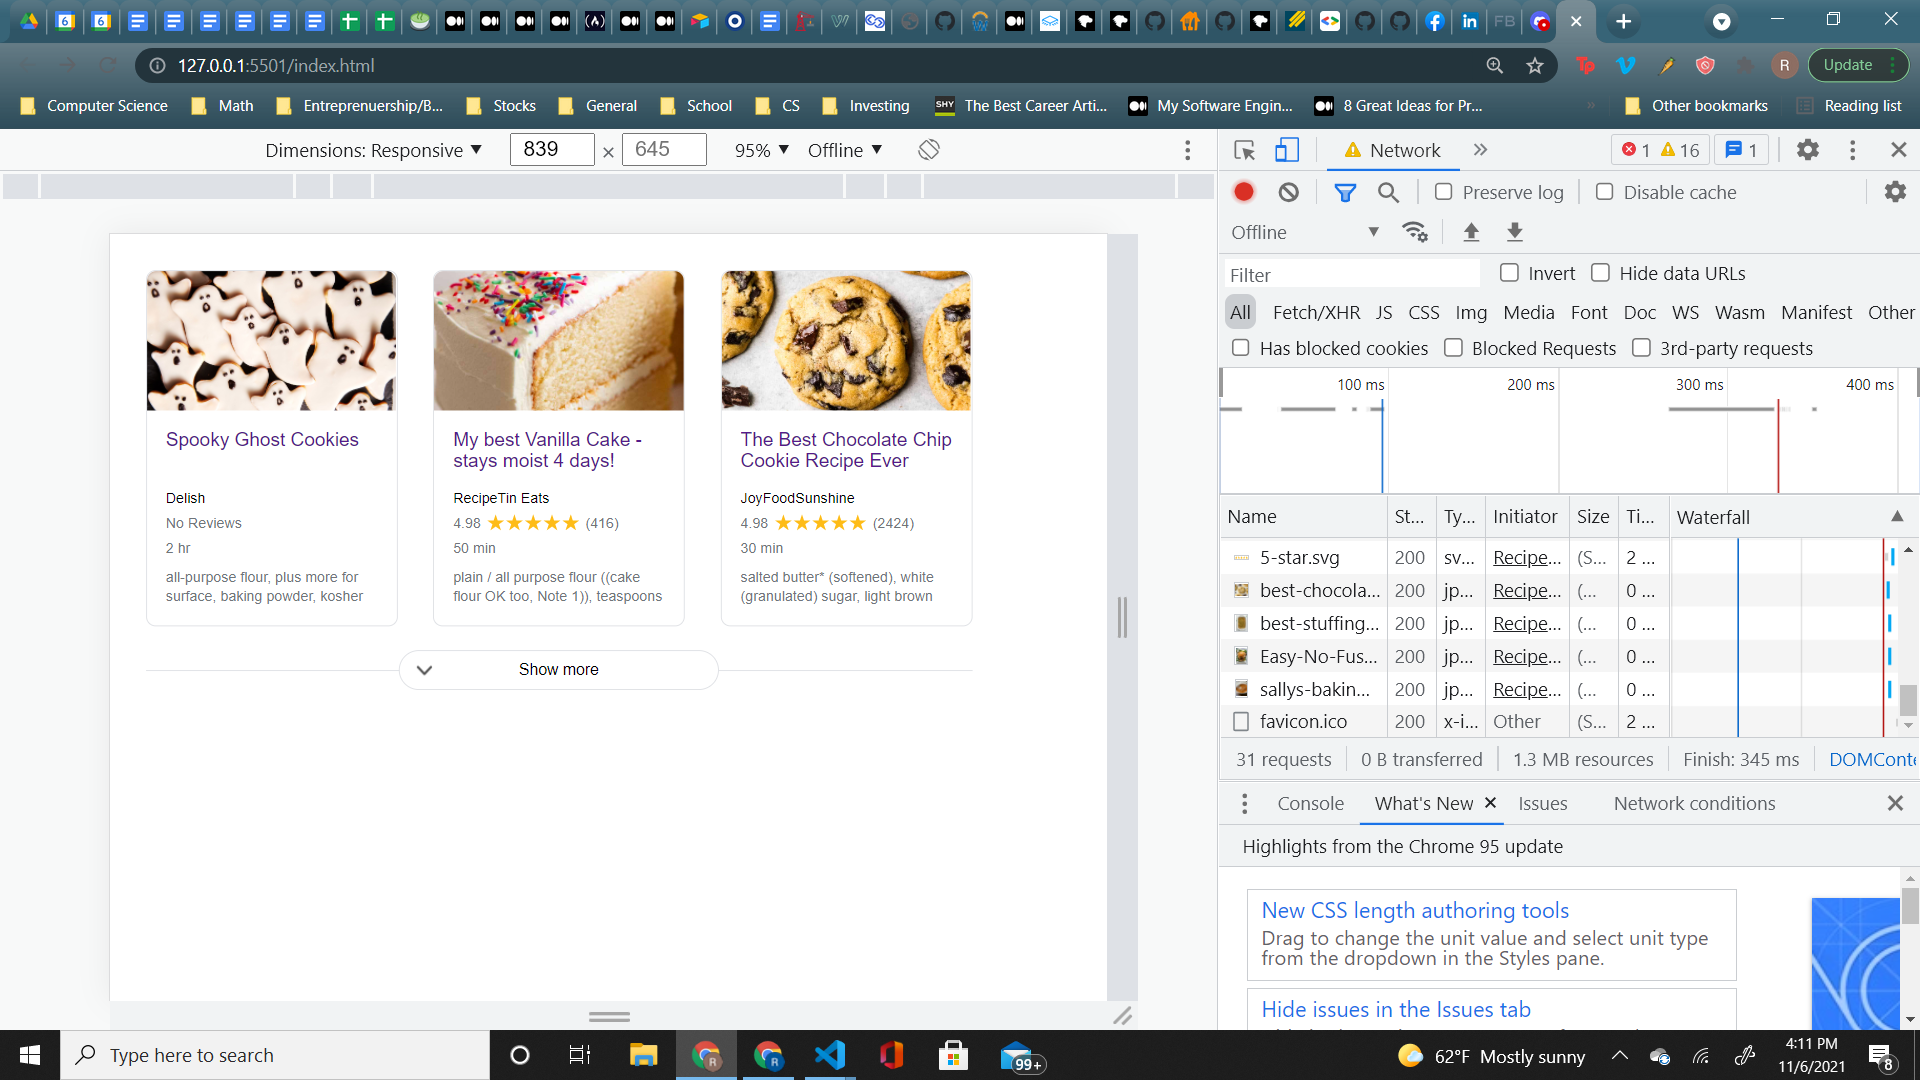 FB
127.0.0.1:5501/index.html
Tp
R
Update
Computer Science
Math
Entreprenuership/B...
Stocks
General
School
CS
Investing
SHY
The Best Career Arti...
My Software Engin...
8 Great Ideas for Pr...
»
Other bookmarks
Reading list
Dimensions: Responsive
839
×
645
95%
Offline
Network
»
1
16
1
Preserve log
Disable cache
Offline
Filter
Invert
Hide data URLs
All
Fetch/XHR
JS
CSS
Img
Media
Font
Doc
WS
Wasm
Manifest
Other
Has blocked cookies
Blocked Requests
3rd-party requests
100 ms
200 ms
300 ms
400 ms
Name
St...
Ty...
Initiator
Size
Ti...
Waterfall
5-star.svg 200 sv... Recipe... (S... 2 ...
best-chocola... 200 jp... Recipe... (... 0 ...
best-stuffing... 200 jp... Recipe... (... 0 ...
Easy-No-Fus... 200 jp... Recipe... (... 0 ...
sallys-bakin... 200 jp... Recipe... (... 0 ...
favicon.ico 200 x-i... Other (S... 2 ...
31 requests
0 B transferred
1.3 MB resources
Finish: 345 ms
DOMConte
Console
What's New
Issues
Network conditions
Highlights from the Chrome 95 update
New CSS length authoring tools
Drag to change the unit value and select unit type
from the dropdown in the Styles pane.
Hide issues in the Issues tab
Spooky Ghost Cookies
Delish
No Reviews
2 hr
all-purpose flour, plus more for
surface, baking powder, kosher
My best Vanilla Cake -
stays moist 4 days!
RecipeTin Eats
4.98
(416)
50 min
plain / all purpose flour ((cake
flour OK too, Note 1)), teaspoons
The Best Chocolate Chip
Cookie Recipe Ever
JoyFoodSunshine
4.98
(2424)
30 min
salted butter* (softened), white
(granulated) sugar, light brown
Show more
Type here to search
R
R
99+
62°F Mostly sunny
4:11 PM
11/6/2021
8